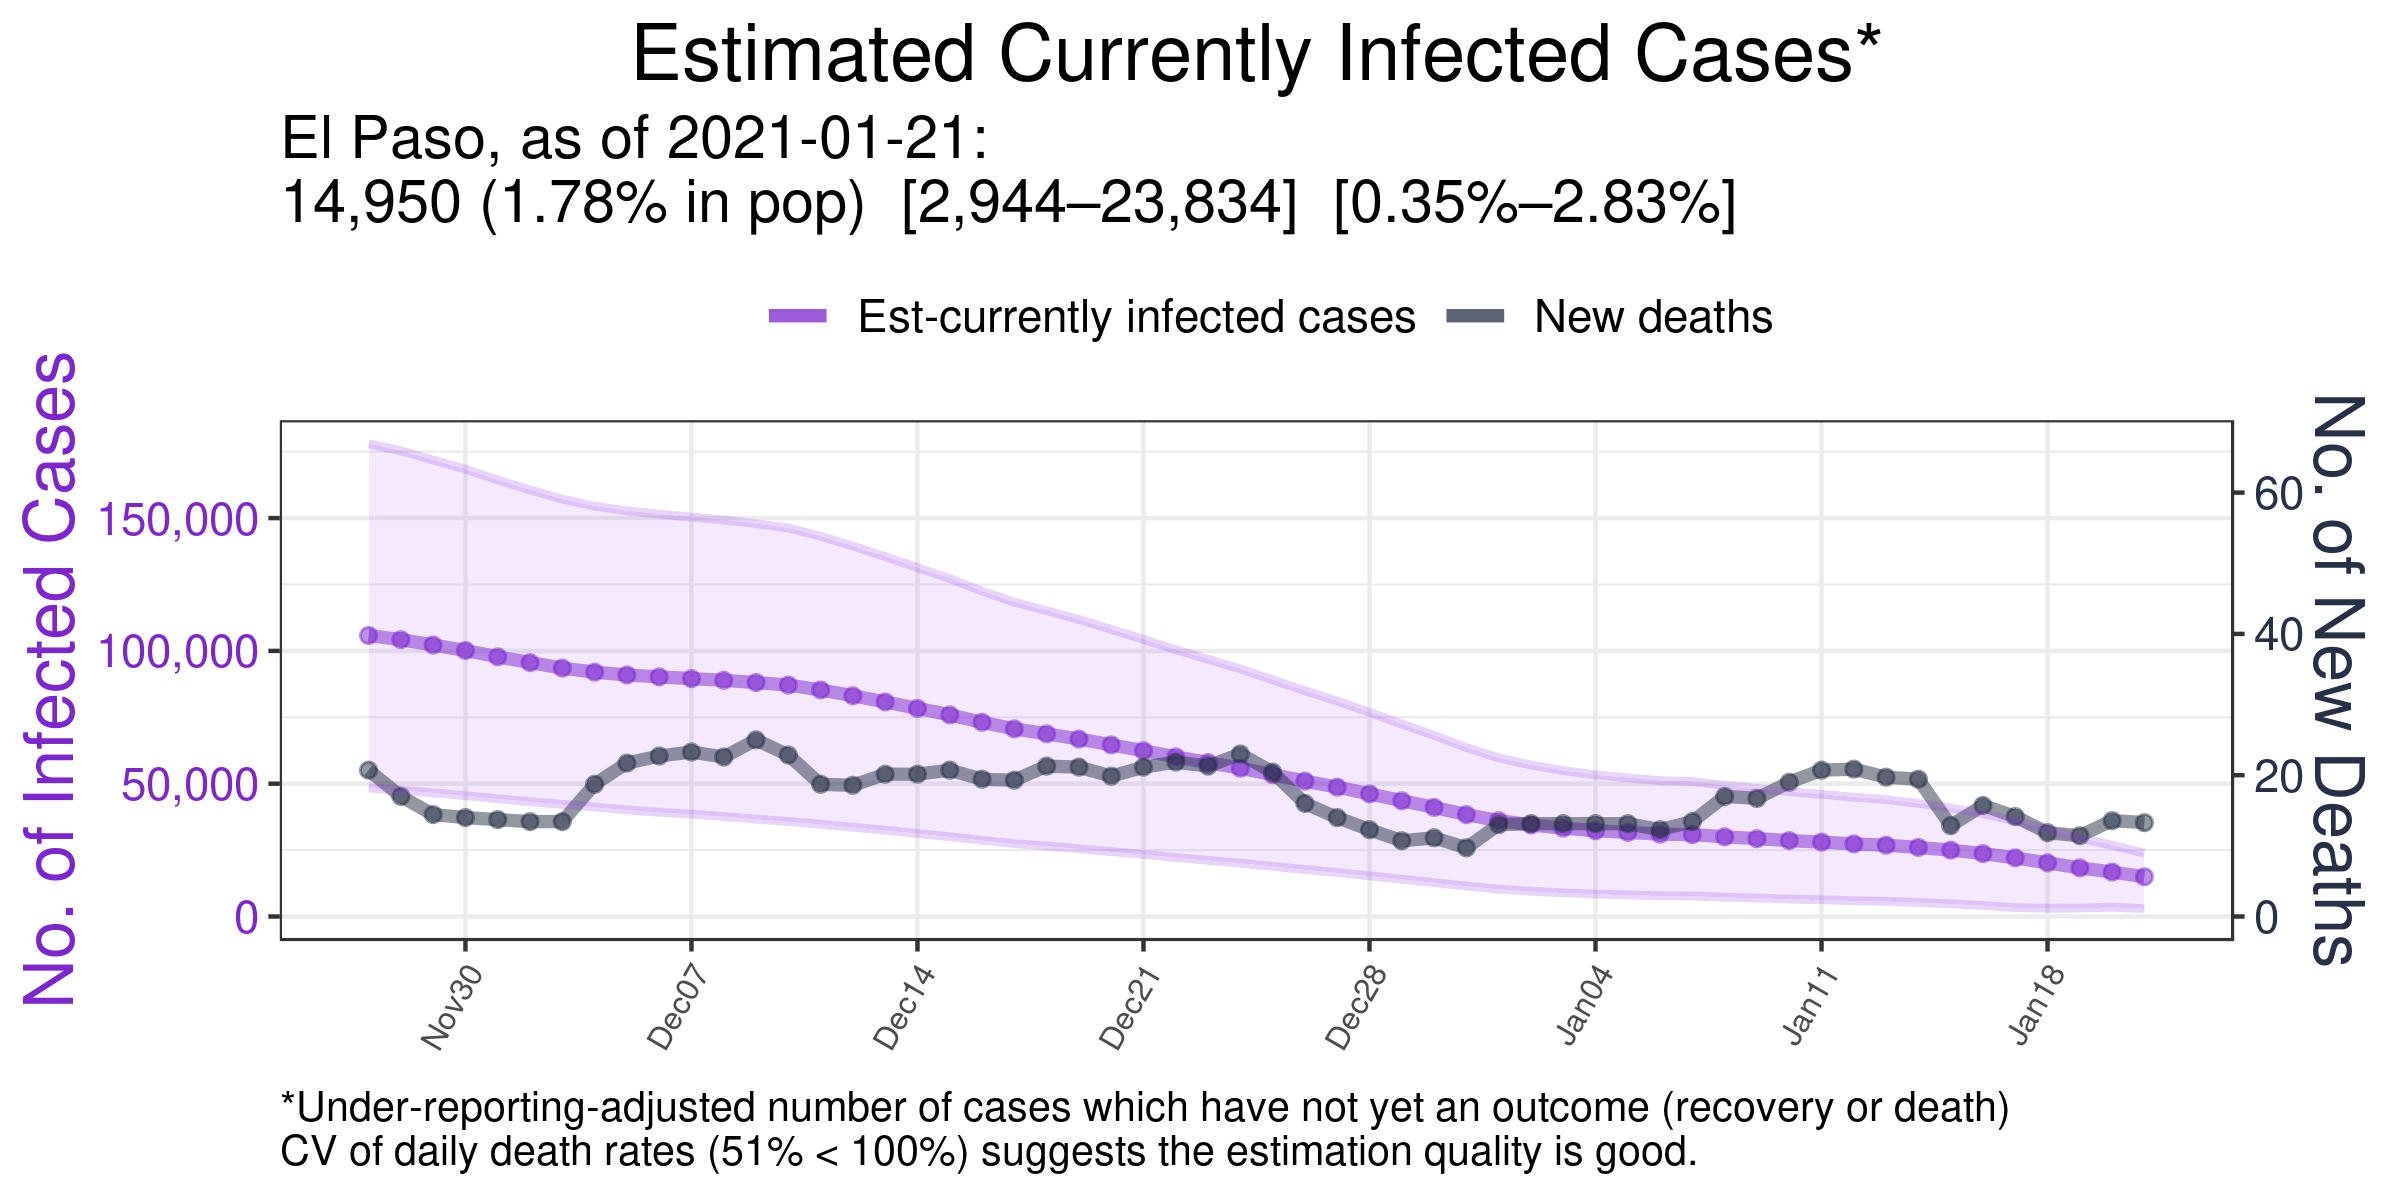 Estimated Currently Infected Cases*
El Paso, as of 2021-01-21:
14,950 (1.78% in pop)  [2,944–23,834]  [0.35%–2.83%]
Est-currently infected cases
New deaths
No. of Infected Cases
150,000
100,000
50,000
0
60
40
20
0
No. of New Deaths
Nov30
Dec07
Dec14
Dec21
Dec28
Jan04
Jan11
Jan18
*Under-reporting-adjusted number of cases which have not yet an outcome (recovery or death)
CV of daily death rates (51% < 100%) suggests the estimation quality is good.